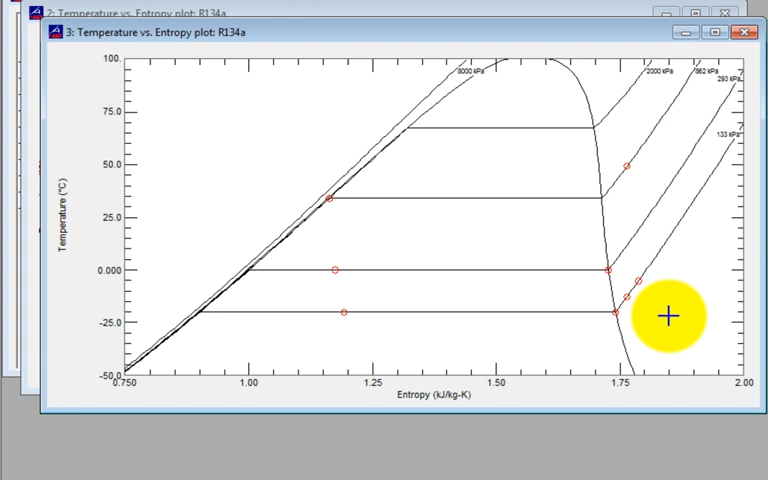 2: Temperature vs. Entropy plot: R134a
3: Temperature vs. Entropy plot: R134a
100.
75.0
50.0
25.0
0.000
-25.0
-50.0
Temperature (°C)
8000 kPa
2000 kPa
862 kPa
293 kPa
133 kPa
0.750
1.00
1.25
1.50
1.75
2.00
Entropy (kJ/kg-K)